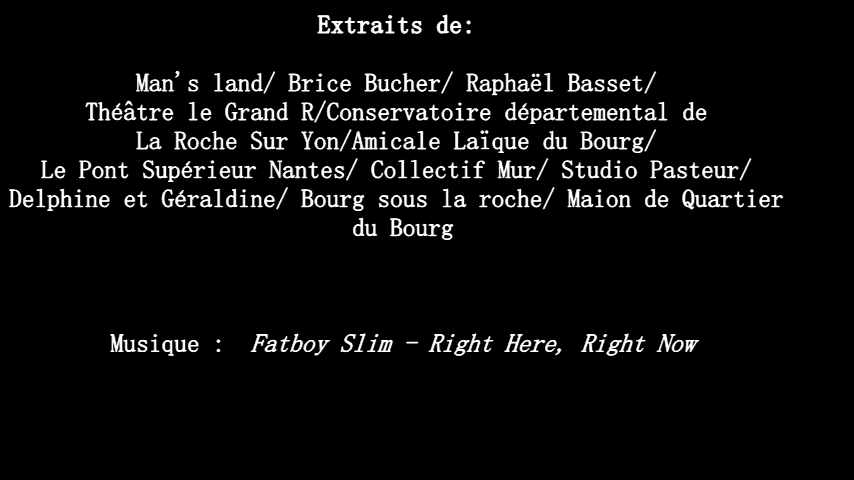 Extraits de:
Man's land/ Brice Bucher/ Raphaël Basset/
Théâtre le Grand R/Conservatoire départemental de
La Roche Sur Yon/Amicale Laïque du Bourg/
Le Pont Supérieur Nantes/ Collectif Mur/ Studio Pasteur/
Delphine et Géraldine/ Bourg sous la roche/ Maion de Quartier
du Bourg
Musique : Fatboy Slim - Right Here, Right Now